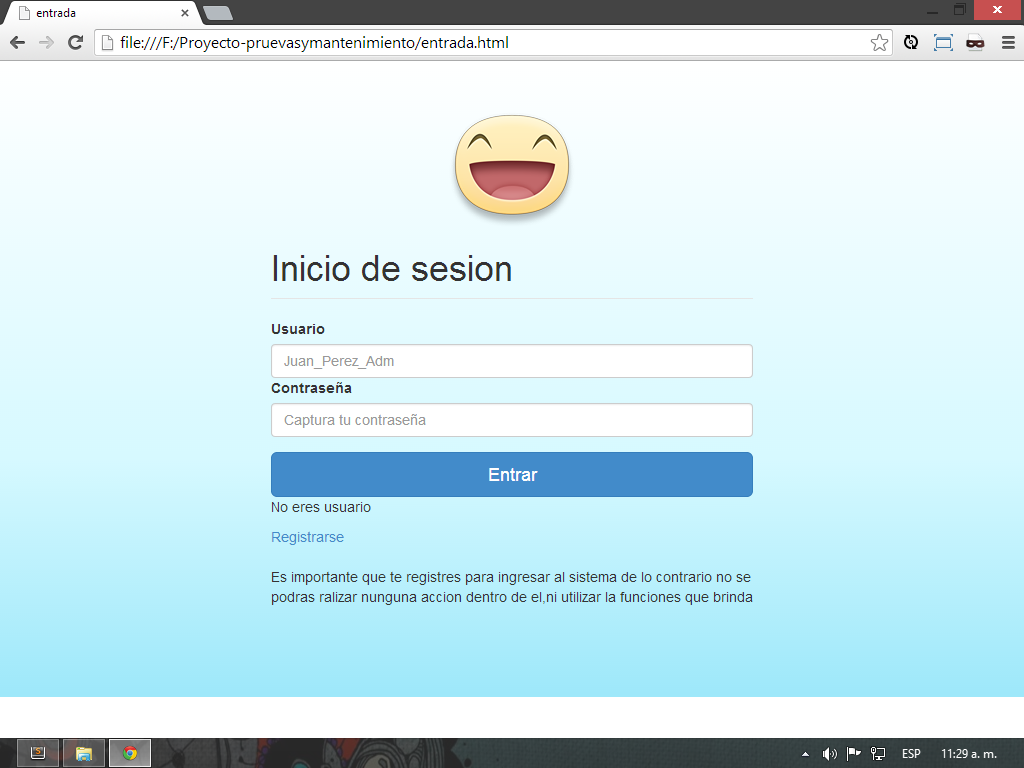 entrada
file:///F:/Proyecto-pruevasymantenimiento/entrada.html
Inicio de sesion
Usuario
Juan_Perez_Adm
Contraseña
Captura tu contraseña
Entrar
No eres usuario
Registrarse
Es importante que te registres para ingresar al sistema de lo contrario no se
podras ralizar nunguna accion dentro de el,ni utilizar la funciones que brinda
ESP
11:29 a. m.